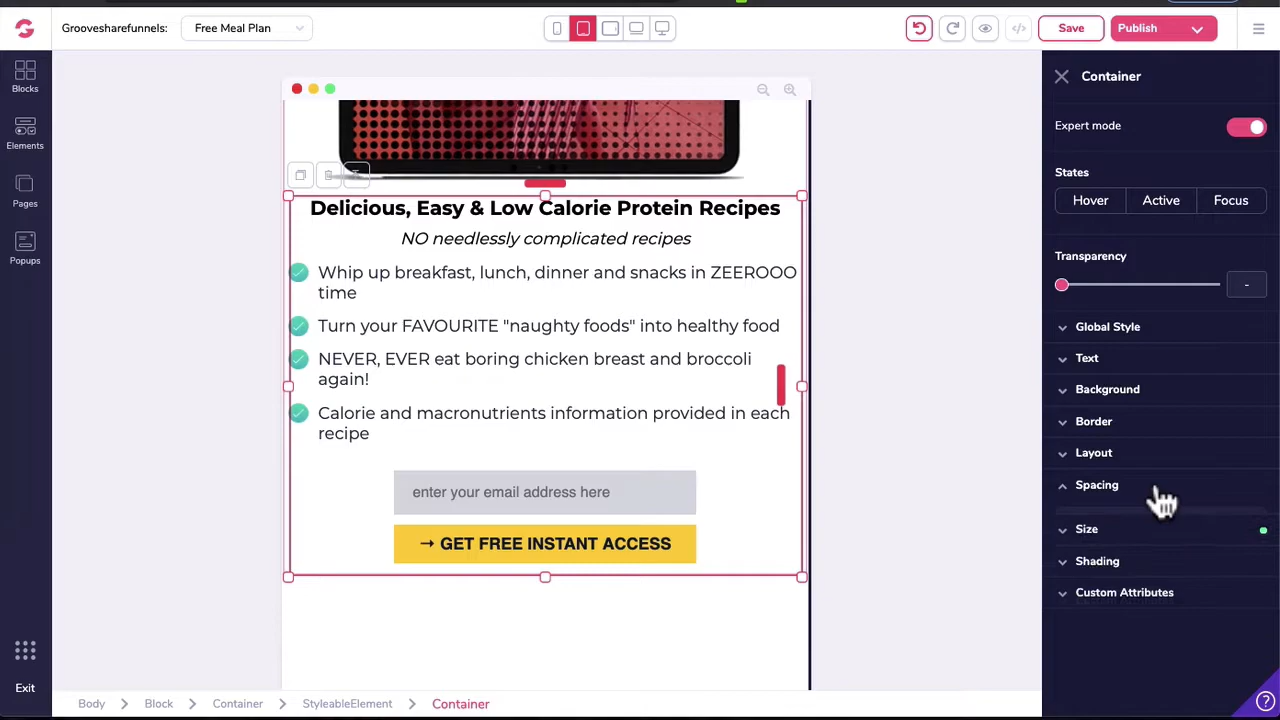 Groovesharefunnels:
Free Meal Plan
Save
Publish
Blocks
Elements
Pages
Popups
Exit
Delicious, Easy & Low Calorie Protein Recipes
NO needlessly complicated recipes
Whip up breakfast, lunch, dinner and snacks in ZEEROOO
time
Turn your FAVOURITE "naughty foods" into healthy food
NEVER, EVER eat boring chicken breast and broccoli
again!
Calorie and macronutrients information provided in each
recipe
enter your email address here
→ GET FREE INSTANT ACCESS
Container
Expert mode
States
Hover
Active
Focus
Transparency
-
Global Style
Text
Background
Border
Layout
Spacing
Size
Shading
Custom Attributes
Body
Block
Container
StyleableElement
Container